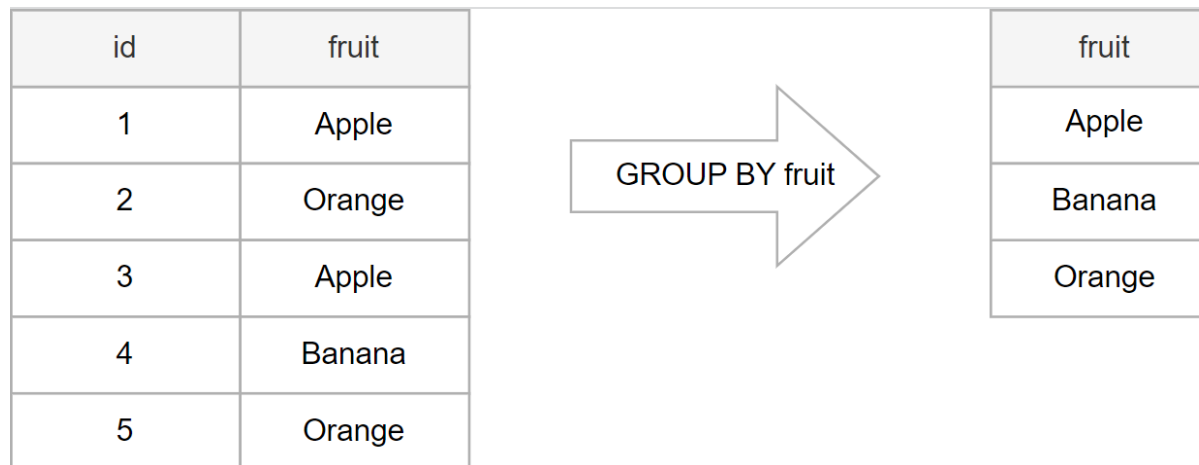 id fruit
1 Apple
2 Orange
3 Apple
4 Banana
5 Orange
GROUP BY fruit
fruit
Apple
Banana
Orange